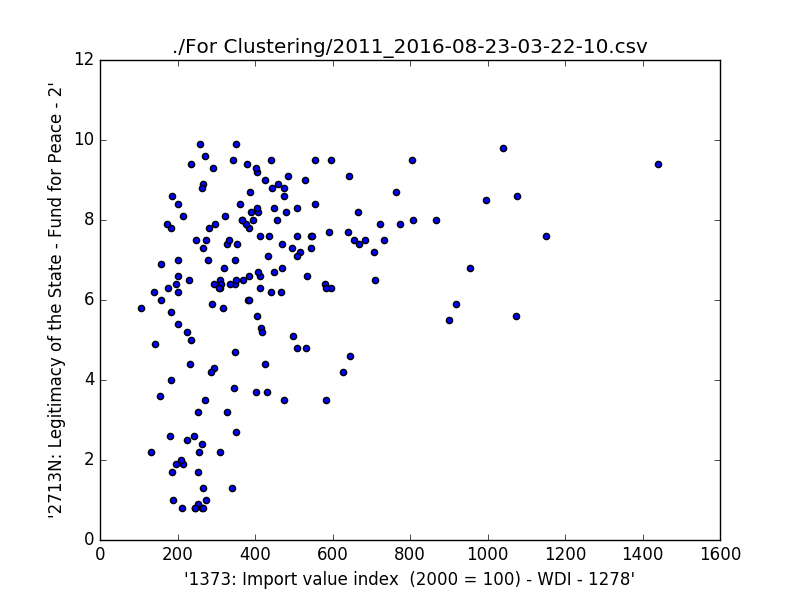 ./For Clustering/2011_2016-08-23-03-22-10.csv
12
10
8
6
4
2
0
'2713N: Legitimacy of the State - Fund for Peace - 2'
0 200 400 600 800 1000 1200 1400 1600
'1373: Import value index  (2000 = 100) - WDI - 1278'